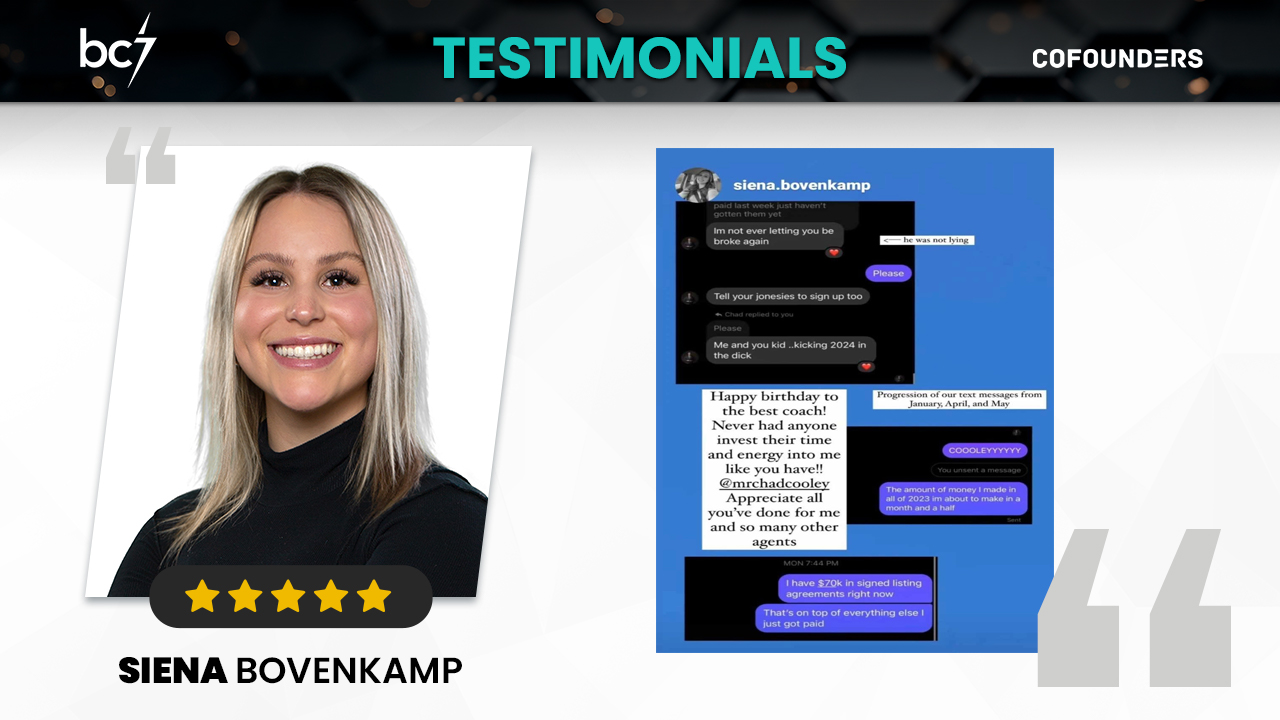 bc7
TESTIMONIALS
COFOUNDERS
siena.bovenkamp
paid last week just haven't
gotten them yet
Im not ever letting you be
broke again
<---- he was not lying
Please
Tell your jonesies to sign up too
Chad replied to you
Please
Me and you kid ..kicking 2024 in
the dick
Happy birthday to
the best coach!
Never had anyone
invest their time
and energy into me
like you have!!
@mrchadcooley
Appreciate all
you've done for me
and so many other
agents
Progression of our text messages from
January, April, and May
COOOLEYYYYYY
You unsent a message
The amount of money I made in
all of 2023 im about to make in a
month and a half
Sent
MON 7:44 PM
I have $70k in signed listing
agreements right now
That's on top of everything else I
just got paid
SIENA BOVENKAMP